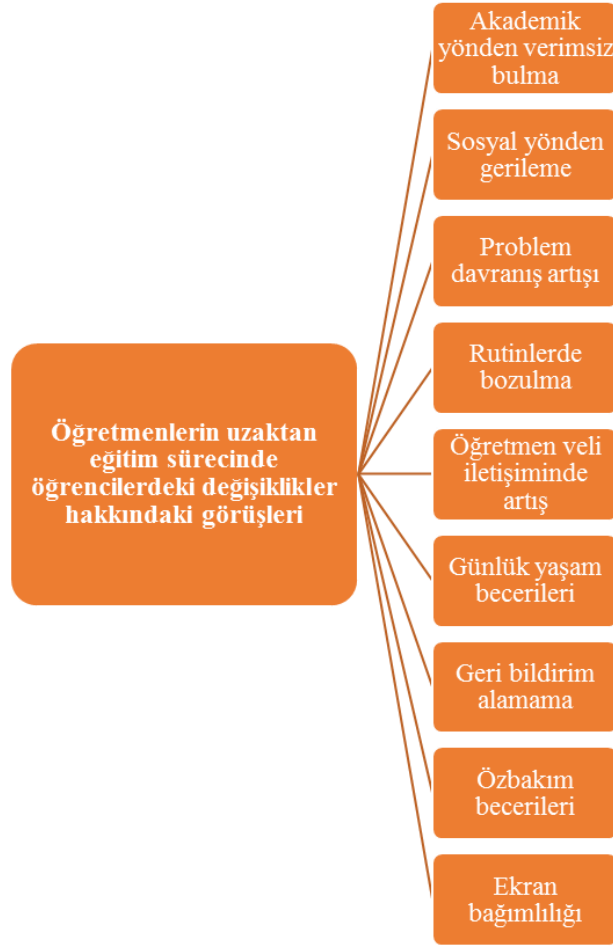 Akademik
yönden verimsiz
bulma
Sosyal yönden
gerileme
Problem
davranış artışı
Rutinlerde
bozulma
Öğretmenlerin uzaktan
eğitim sürecinde
öğrencilerdeki değişiklikler
hakkındaki görüşleri
Öğretmen veli
iletişiminde
artış
Günlük yaşam
becerileri
Geri bildirim
alamama
Özbakım
becerileri
Ekran
bağımlılığı